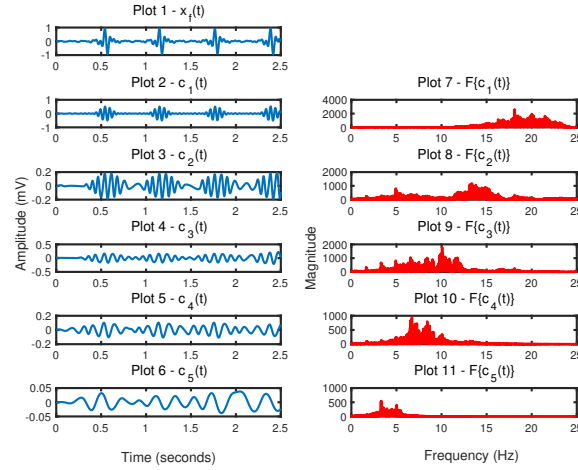 Plot 1 - x_f(t)
1
0
-1
0 0.5 1 1.5 2 2.5
Plot 2 - c_1(t)
1
0
-1
0 0.5 1 1.5 2 2.5
Plot 3 - c_2(t)
0.2
0
-0.2
0 0.5 1 1.5 2 2.5
Plot 4 - c_3(t)
0.5
0
-0.5
0 0.5 1 1.5 2 2.5
Plot 5 - c_4(t)
0.2
0
-0.2
0 0.5 1 1.5 2 2.5
Plot 6 - c_5(t)
0.05
0
-0.05
0 0.5 1 1.5 2 2.5
Amplitude (mV)
Time (seconds)
Plot 7 - F{c_1(t)}
4000
2000
0
0 5 10 15 20 25
Plot 8 - F{c_2(t)}
2000
1000
0
0 5 10 15 20 25
Plot 9 - F{c_3(t)}
2000
1000
0
0 5 10 15 20 25
Plot 10 - F{c_4(t)}
1000
500
0
0 5 10 15 20 25
Plot 11 - F{c_5(t)}
1000
500
0
0 5 10 15 20 25
Magnitude
Frequency (Hz)